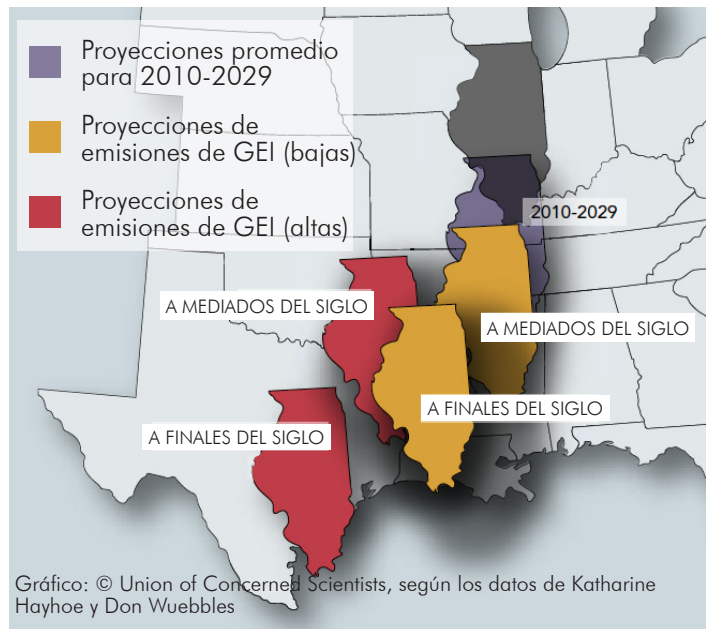 Proyecciones promedio
para 2010-2029
Proyecciones de
emisiones de GEI (bajas)
Proyecciones de
emisiones de GEI (altas)
2010-2029
A MEDIADOS DEL SIGLO
A MEDIADOS DEL SIGLO
A FINALES DEL SIGLO
A FINALES DEL SIGLO
Gráfico: © Union of Concerned Scientists, según los datos de Katharine
Hayhoe y Don Wuebbles